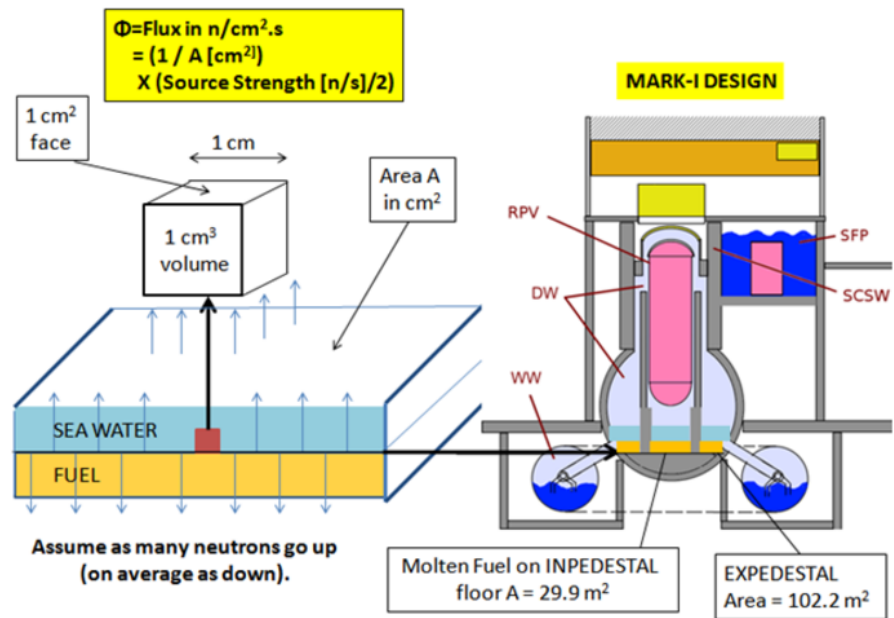 Φ=Flux in n/cm².s
= (1 / A [cm²])
X (Source Strength [n/s]/2)
MARK-I DESIGN
1 cm²
face
1 cm
Area A
in cm²
1 cm³
volume
RPV
SFP
SCSW
DW
WW
SEA WATER
FUEL
Assume as many neutrons go up
(on average as down).
Molten Fuel on INPEDESTAL
floor A = 29.9 m²
EXPEDESTAL
Area = 102.2 m²